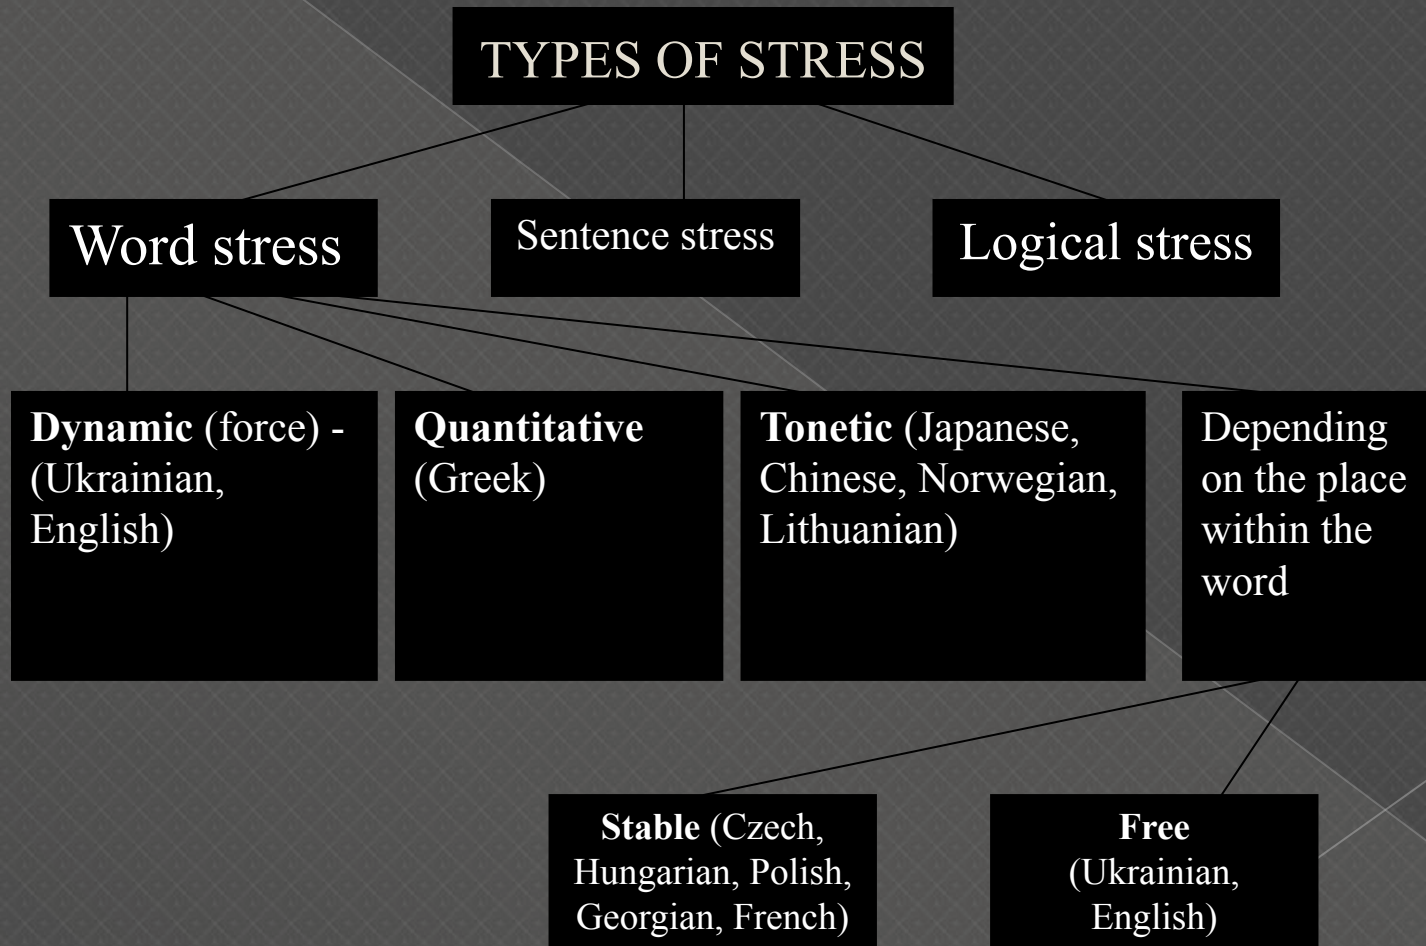 TYPES OF STRESS
Word stress
Sentence stress
Logical stress
Dynamic (force) -
(Ukrainian,
English)
Quantitative
(Greek)
Tonetic (Japanese,
Chinese, Norwegian,
Lithuanian)
Depending
on the place
within the
word
Stable (Czech,
Hungarian, Polish,
Georgian, French)
Free
(Ukrainian,
English)